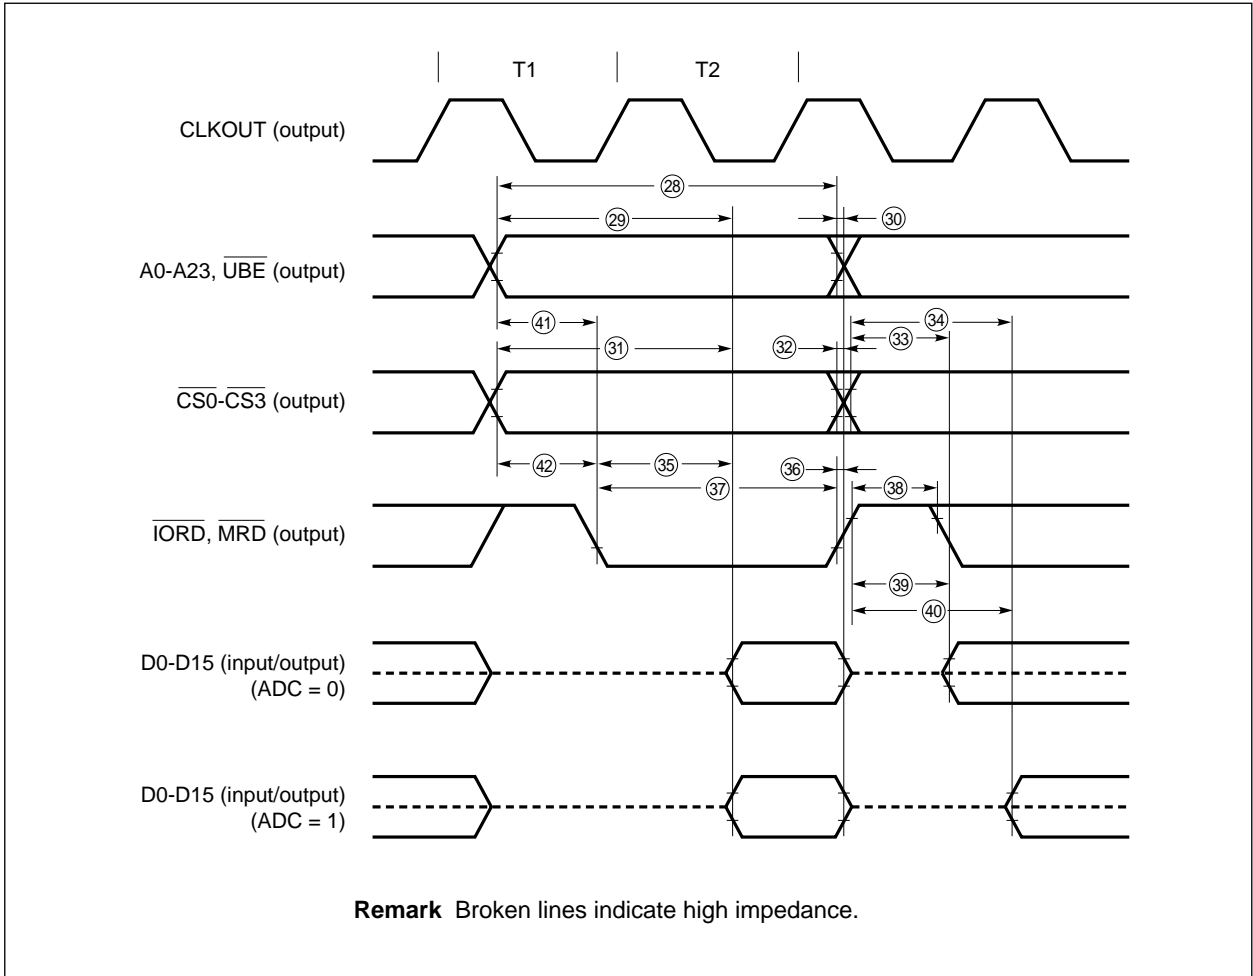 T1 T2
CLKOUT (output)
28
29 30
A0-A23, UBE (output)
41 34
33
31 32
CS0-CS3 (output)
42 35 36
37 38
IORD, MRD (output)
39
40
D0-D15 (input/output)
(ADC = 0)
D0-D15 (input/output)
(ADC = 1)
Remark Broken lines indicate high impedance.